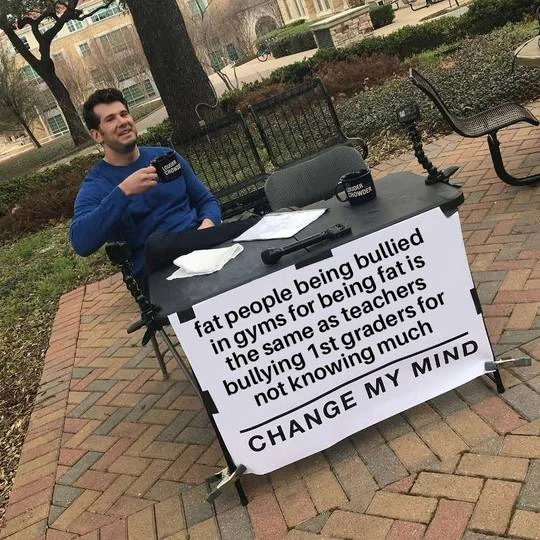 LOUDER
CROWDER
LOUDER
CROWDER
fat people being bullied
in gyms for being fat is
the same as teachers
bullying 1st graders for
not knowing much
CHANGE MY MIND